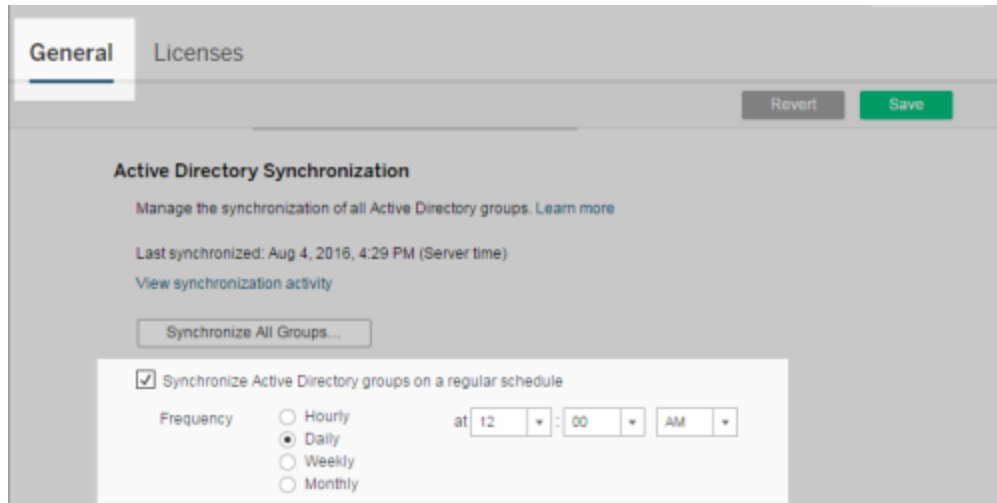 General Licenses
Revert Save
Active Directory Synchronization
Manage the synchronization of all Active Directory groups. Learn more
Last synchronized: Aug 4, 2016, 4:29 PM (Server time)
View synchronization activity
Synchronize All Groups...
Synchronize Active Directory groups on a regular schedule
Frequency Hourly at 12 : 00 AM
Daily
Weekly
Monthly